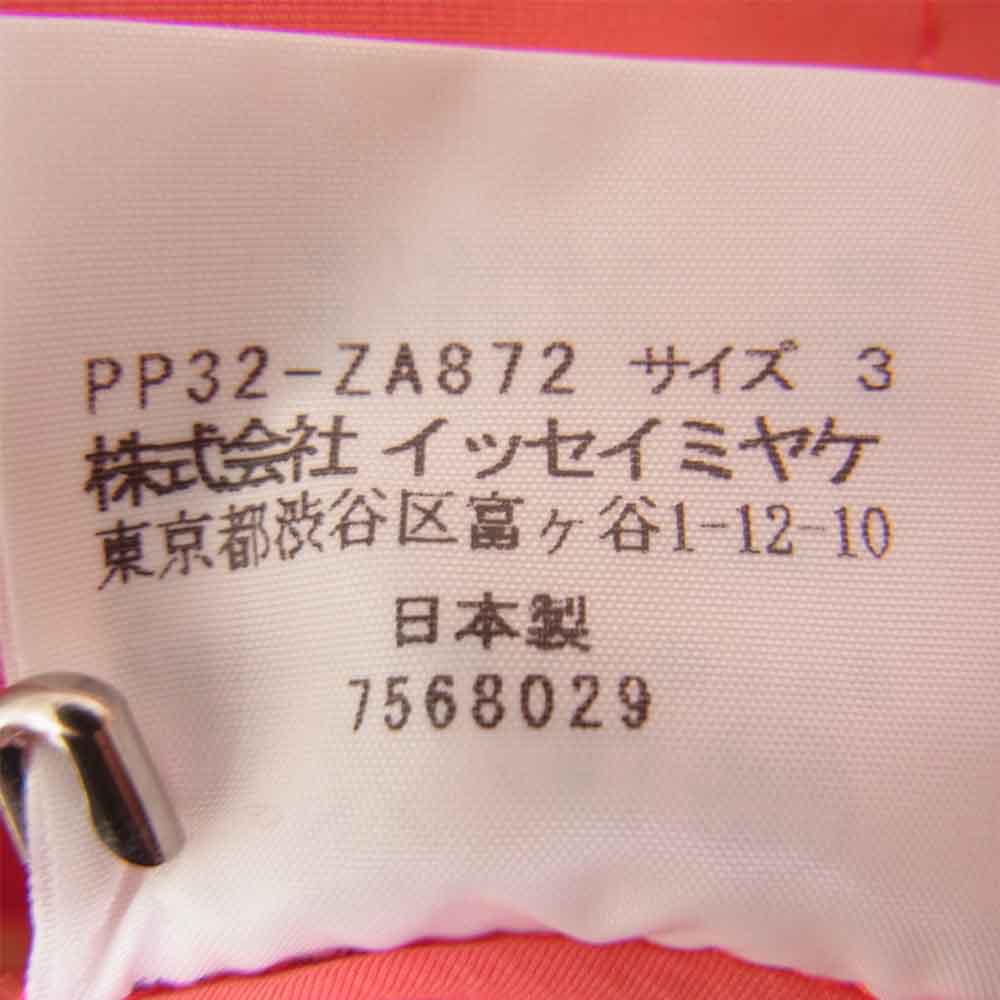 PP32-ZA872 サイズ 3
株式会社イッセイミヤケ
東京都渋谷区富ヶ谷1-12-10
日本製
7568029